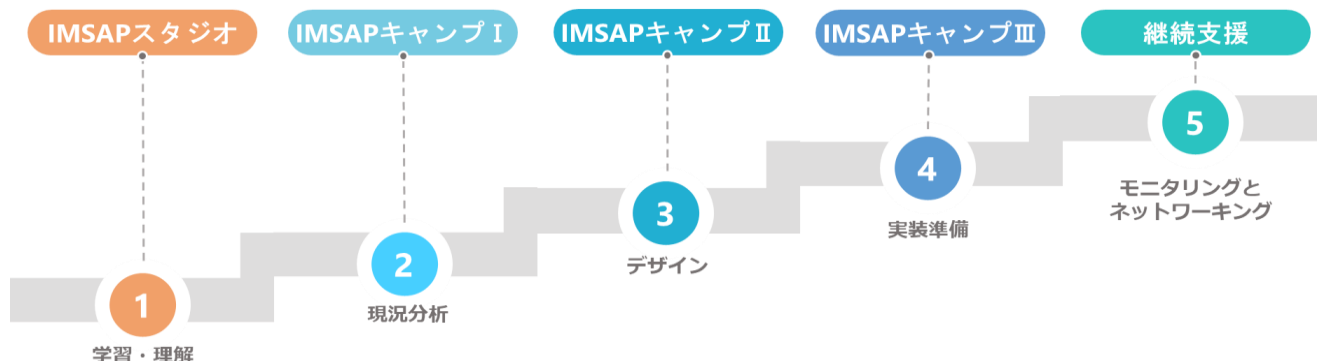 IMSAPスタジオ
IMSAPキャンプⅠ
IMSAPキャンプⅡ
IMSAPキャンプⅢ
継続支援
1
学習・理解
2
現況分析
3
デザイン
4
実装準備
5
モニタリングと
ネットワーキング